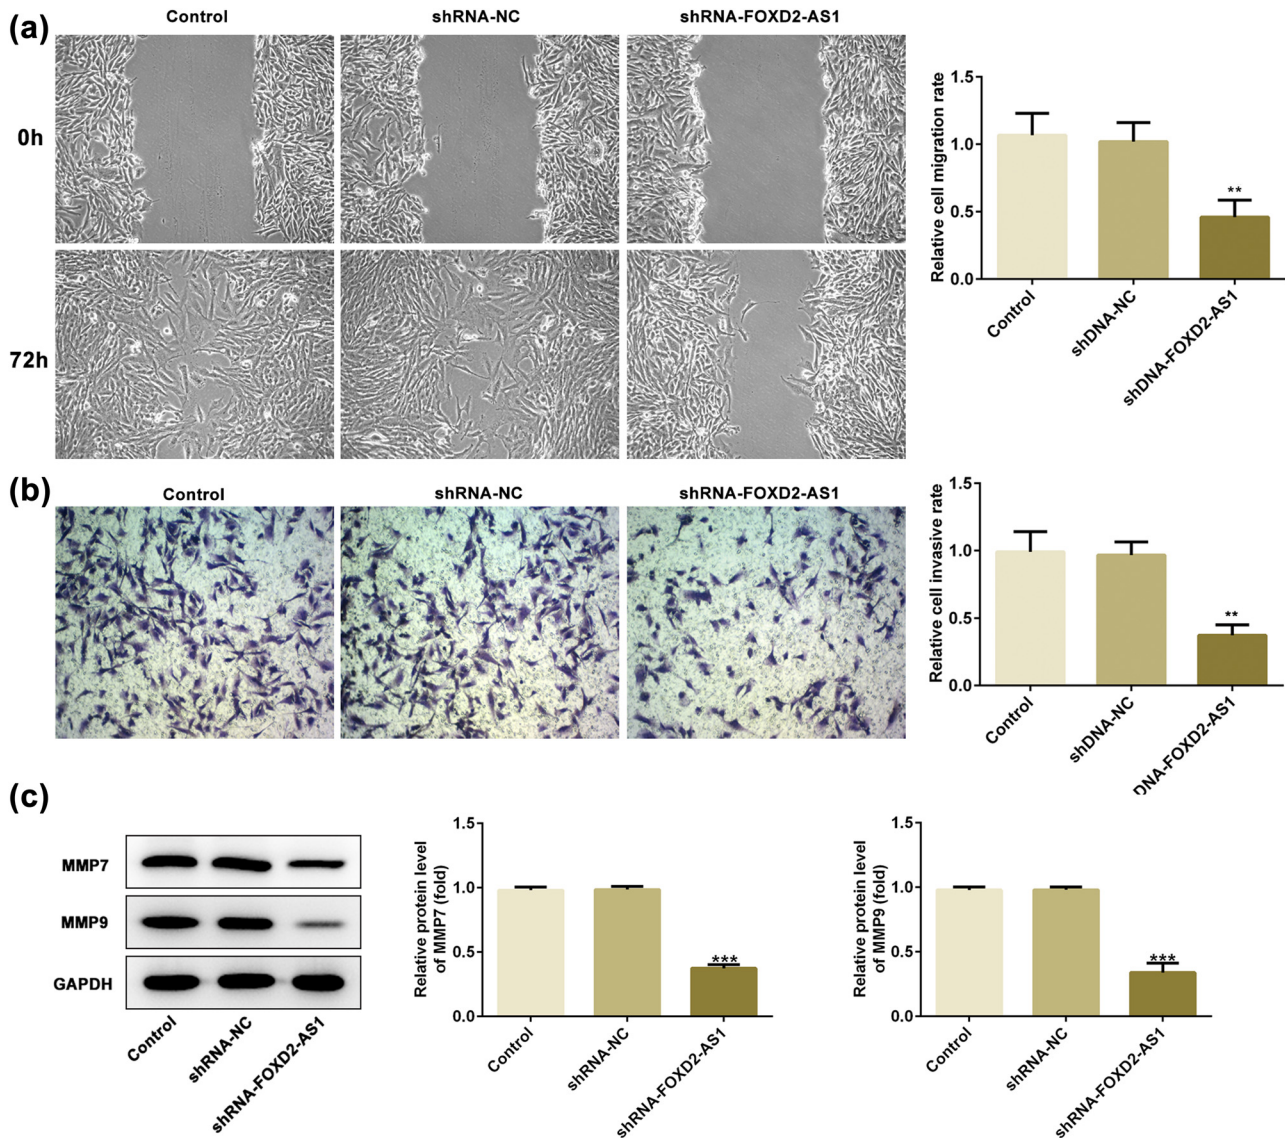 (a)
Control
shRNA-NC
shRNA-FOXD2-AS1
0h
72h
Relative cell migration rate
1.5
1.0
0.5
0.0
**
Control
shDNA-NC
shDNA-FOXD2-AS1
(b)
Control
shRNA-NC
shRNA-FOXD2-AS1
Relative cell invasive rate
1.5
1.0
0.5
0.0
**
Control
shDNA-NC
DNA-FOXD2-AS1
(c)
MMP7
MMP9
GAPDH
Control
shRNA-NC
shRNA-FOXD2-AS1
Relative protein level
of MMP7 (fold)
1.5
1.0
0.5
0.0
***
Control
shRNA-NC
shRNA-FOXD2-AS1
Relative protein level
of MMP9 (fold)
1.5
1.0
0.5
0.0
***
Control
shRNA-NC
shRNA-FOXD2-AS1